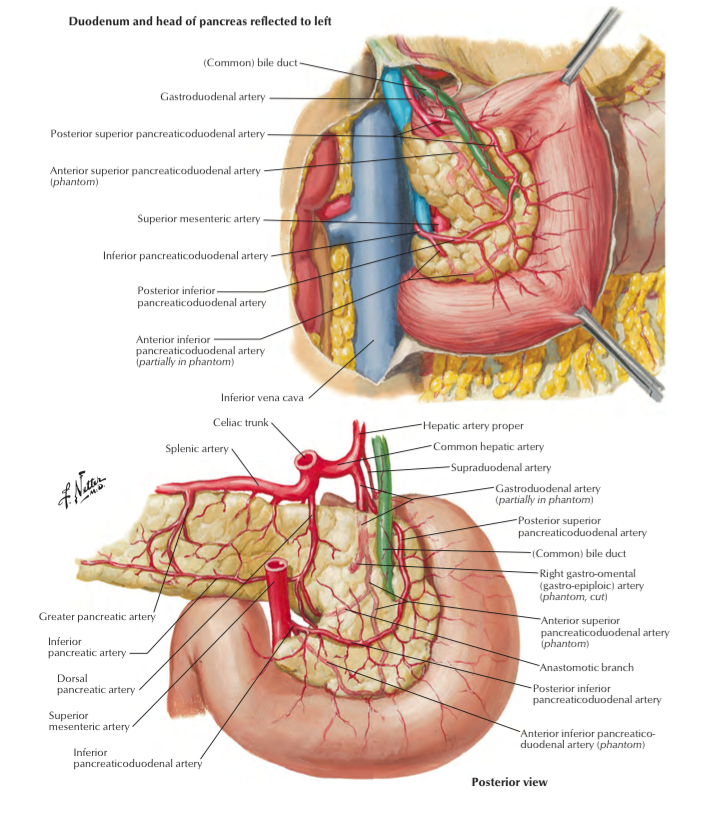 Duodenum and head of pancreas reflected to left
(Common) bile duct
Gastroduodenal artery
Posterior superior pancreaticoduodenal artery
Anterior superior pancreaticoduodenal artery
(phantom)
Superior mesenteric artery
Inferior pancreaticoduodenal artery
Posterior inferior
pancreaticoduodenal artery
Anterior inferior
pancreaticoduodenal artery
(partially in phantom)
Inferior vena cava
Celiac trunk
Splenic artery
Hepatic artery proper
Common hepatic artery
Supraduodenal artery
Gastroduodenal artery
(partially in phantom)
Posterior superior
pancreaticoduodenal artery
(Common) bile duct
Right gastro-omental
(gastro-epiploic) artery
(phantom, cut)
Anterior superior
pancreaticoduodenal artery
(phantom)
Anastomotic branch
Posterior inferior
pancreaticoduodenal artery
Anterior inferior pancreatico-
duodenal artery (phantom)
F. Netter
M.D.
Greater pancreatic artery
Inferior
pancreatic artery
Dorsal
pancreatic artery
Superior
mesenteric artery
Inferior
pancreaticoduodenal artery
Posterior view